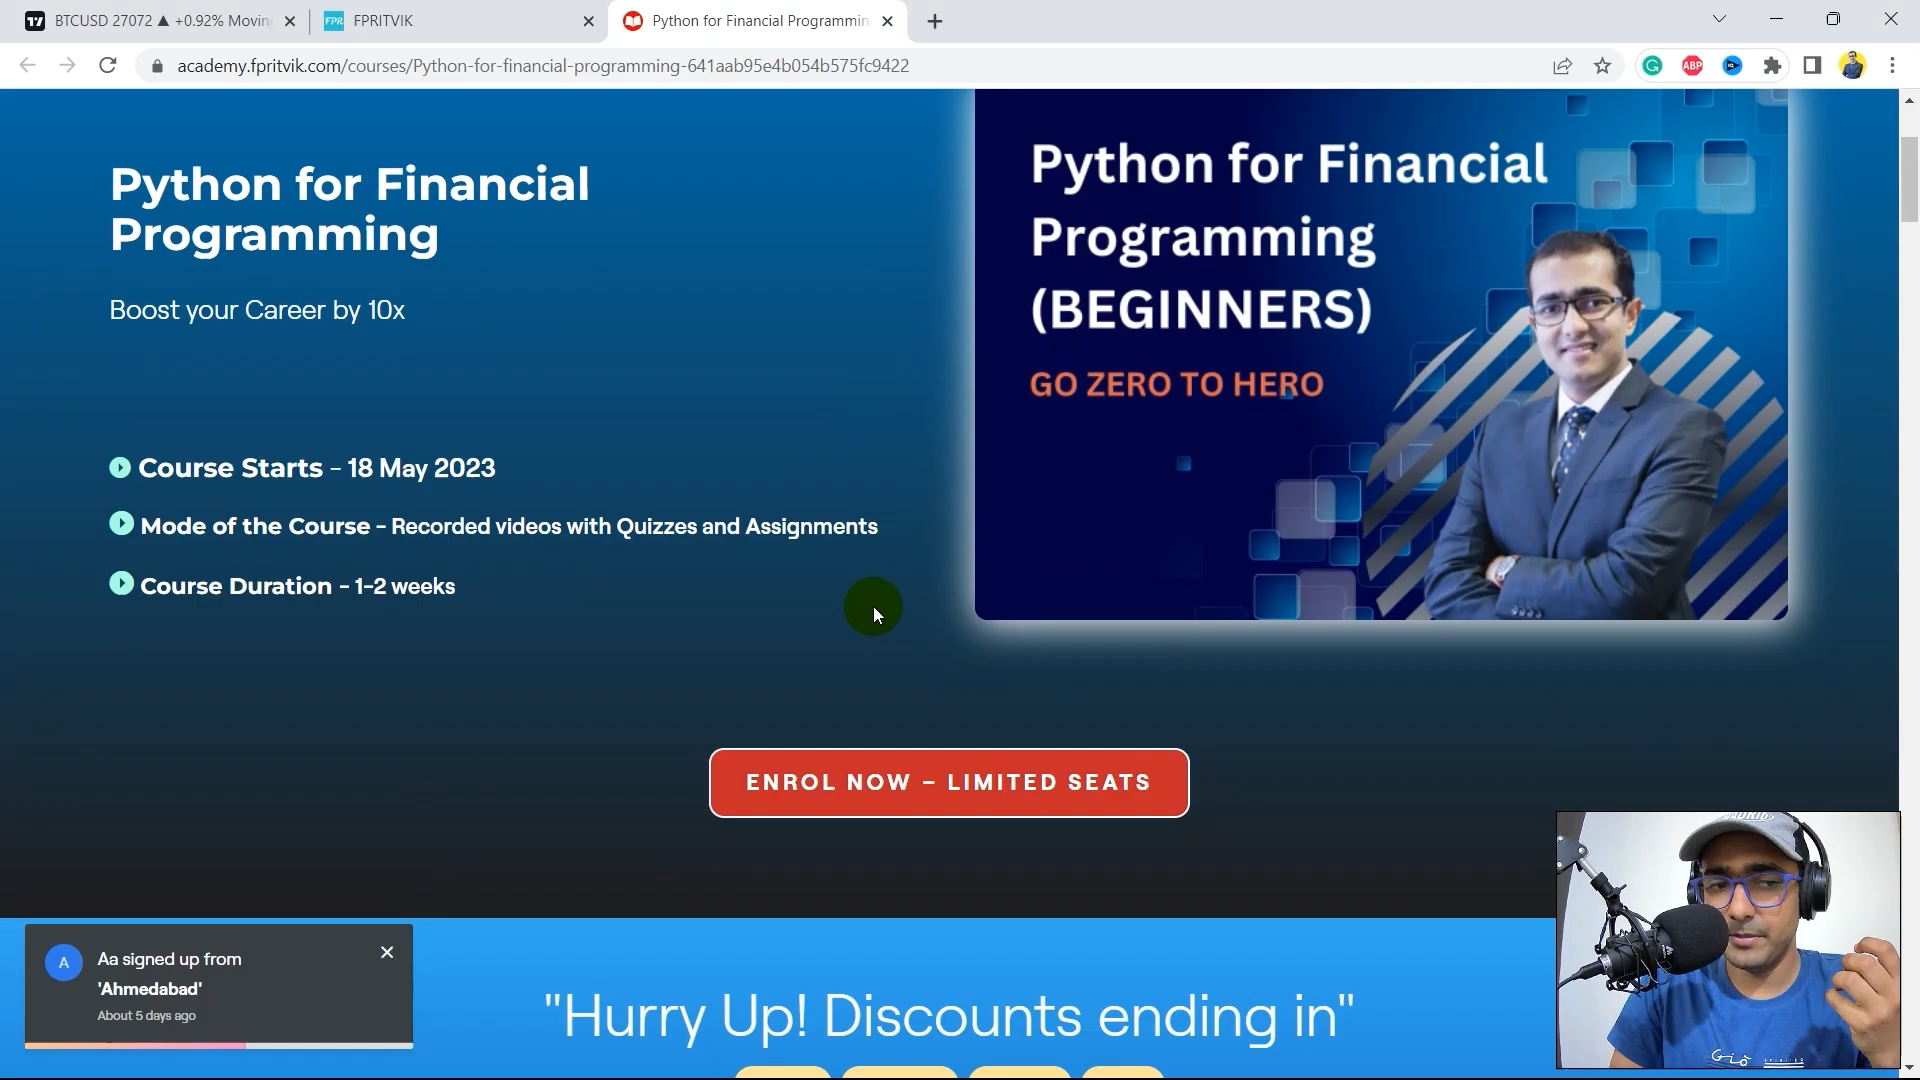 BTCUSD 27072 ▲ +0.92% Movin
FPR FPRITVIK
Python for Financial Programmin
academy.fpritvik.com/courses/Python-for-financial-programming-641aab95e4b054b575fc9422
ABP
Python for Financial
Programming
Boost your Career by 10x
Course Starts - 18 May 2023
Mode of the Course - Recorded videos with Quizzes and Assignments
Course Duration - 1-2 weeks
Python for Financial
Programming
(BEGINNERS)
GO ZERO TO HERO
ENROL NOW – LIMITED SEATS
A
Aa signed up from
'Ahmedabad'
About 5 days ago
"Hurry Up! Discounts ending in"